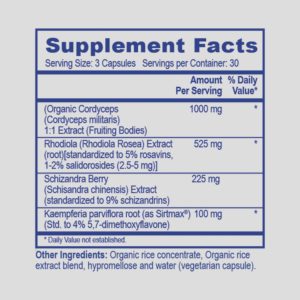 Supplement Facts
Serving Size: 3 Capsules Servings per Container: 30
Amount Per Serving % Daily Value*
(Organic Cordyceps 1000 mg *
(Cordyceps militaris)
1:1 Extract (Fruiting Bodies)
Rhodiola (Rhodiola Rosea) Extract 525 mg *
(root)[standardized to 5% rosavins,
1-2% salidorosides (2.5-5 mg)]
Schizandra Berry 225 mg
(Schisandra chinensis) Extract
(standardized to 9% schizandrins)
Kaempferia parviflora root (as Sirtmax®) 100 mg *
(Std. to 4% 5,7-dimethoxyflavone)
* Daily Value not established.
Other Ingredients: Organic rice concentrate, Organic rice
extract blend, hypromellose and water (vegetarian capsule).